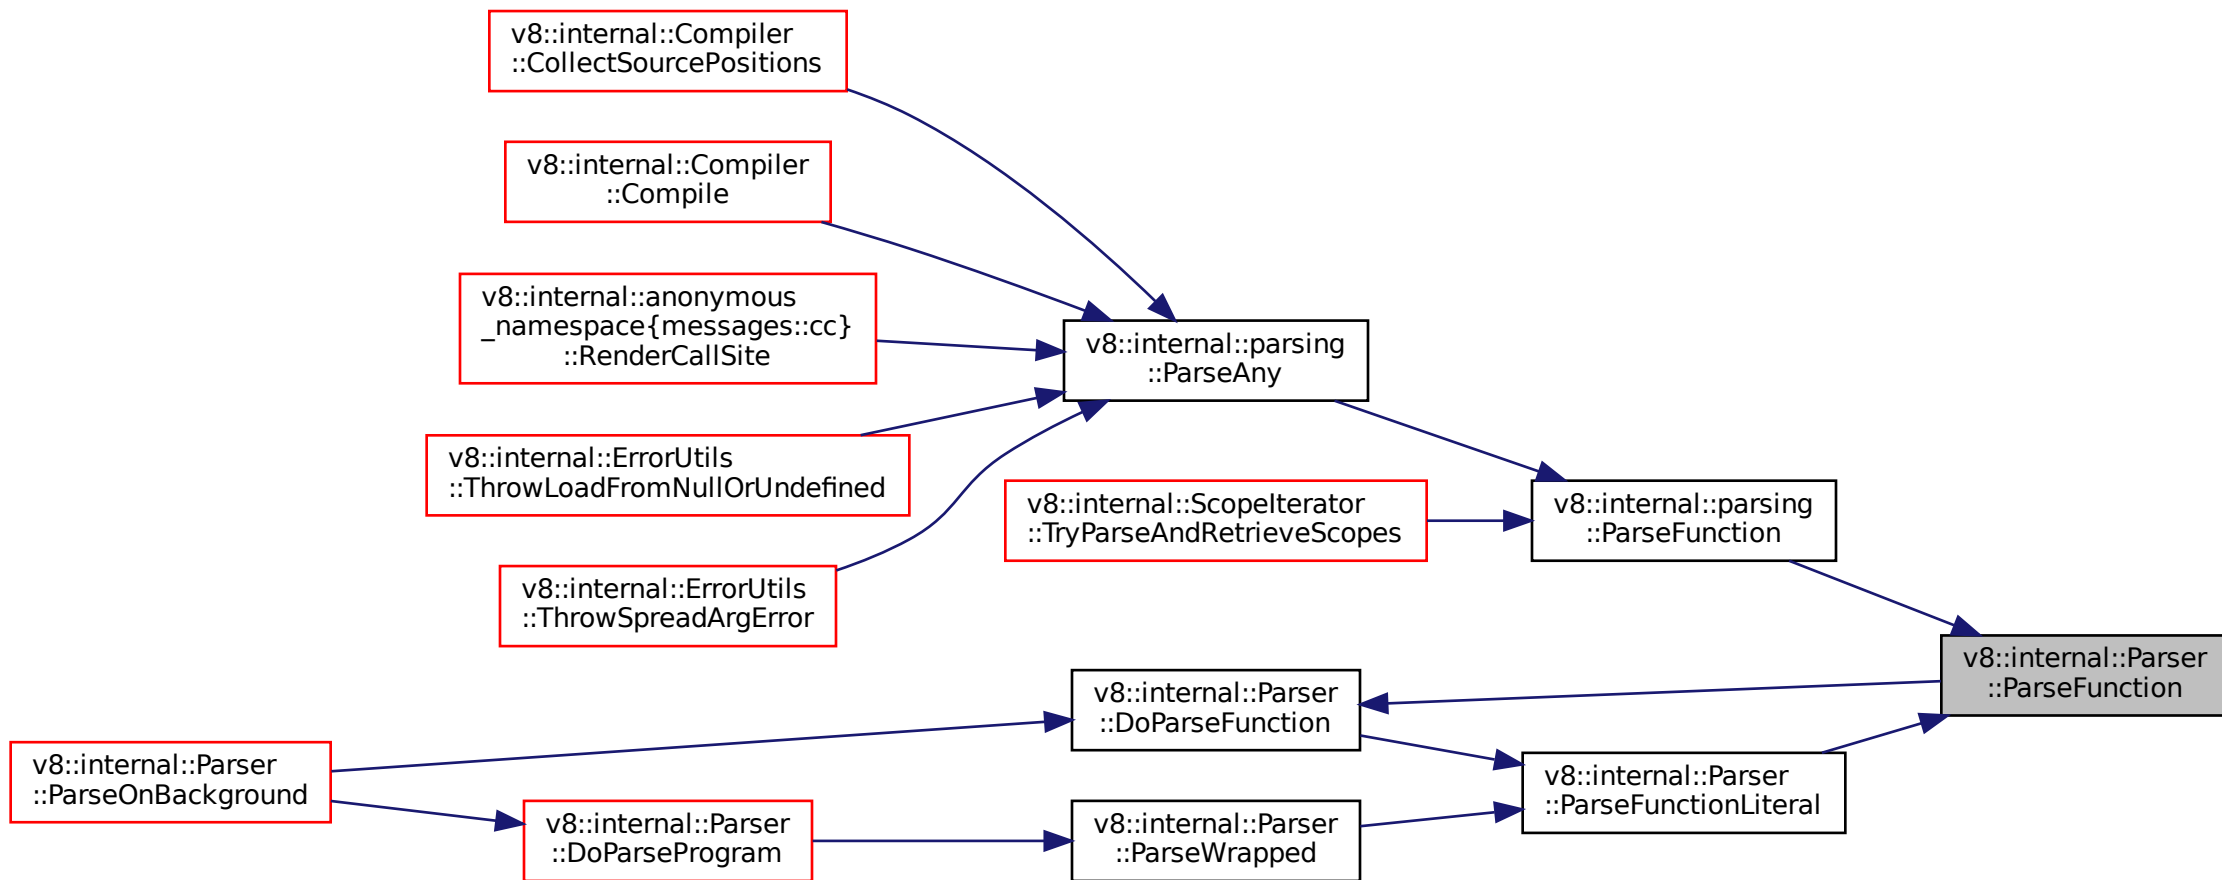 v8::internal::Compiler
::CollectSourcePositions
v8::internal::Compiler
::Compile
v8::internal::anonymous
_namespace{messages::cc}
::RenderCallSite
v8::internal::parsing
::ParseAny
v8::internal::ErrorUtils
::ThrowLoadFromNullOrUndefined
v8::internal::ScopeIterator
::TryParseAndRetrieveScopes
v8::internal::parsing
::ParseFunction
v8::internal::ErrorUtils
::ThrowSpreadArgError
v8::internal::Parser
::ParseFunction
v8::internal::Parser
::DoParseFunction
v8::internal::Parser
::ParseOnBackground
v8::internal::Parser
::ParseFunctionLiteral
v8::internal::Parser
::DoParseProgram
v8::internal::Parser
::ParseWrapped